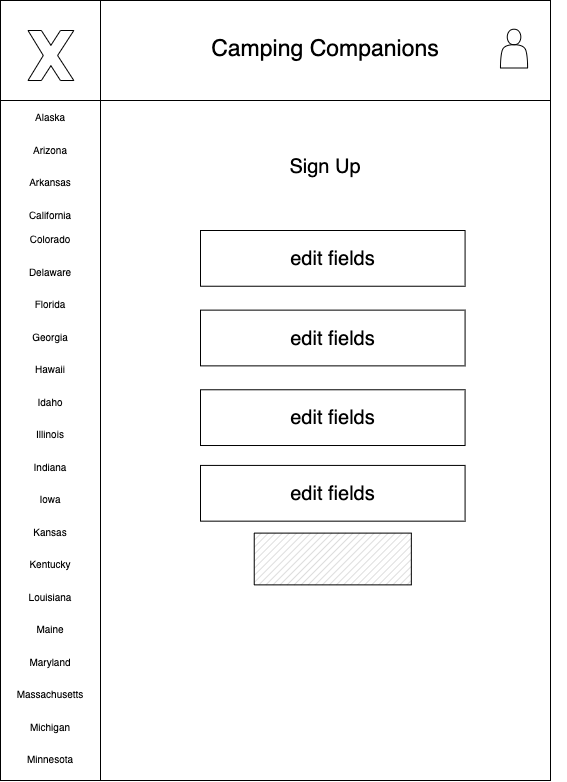 Camping Companions
Alaska
Arizona
Arkansas
California
Colorado
Delaware
Florida
Georgia
Hawaii
Idaho
Illinois
Indiana
Iowa
Kansas
Kentucky
Louisiana
Maine
Maryland
Massachusetts
Michigan
Minnesota
Sign Up
edit fields
edit fields
edit fields
edit fields